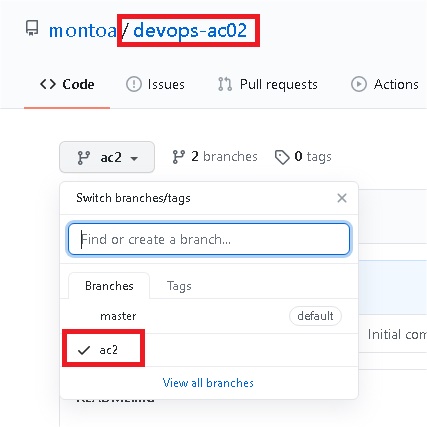 montoa/devops-ac02
Code Issues Pull requests Actions
ac2 2 branches 0 tags
Switch branches/tags
Find or create a branch...
Branches Tags
master default
ac2
Initial com
View all branches